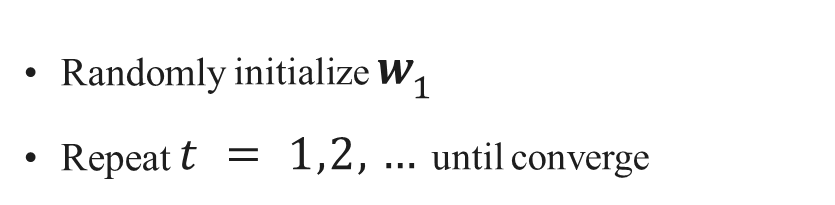 • Randomly initialize w₁
• Repeat t = 1,2, … until converge